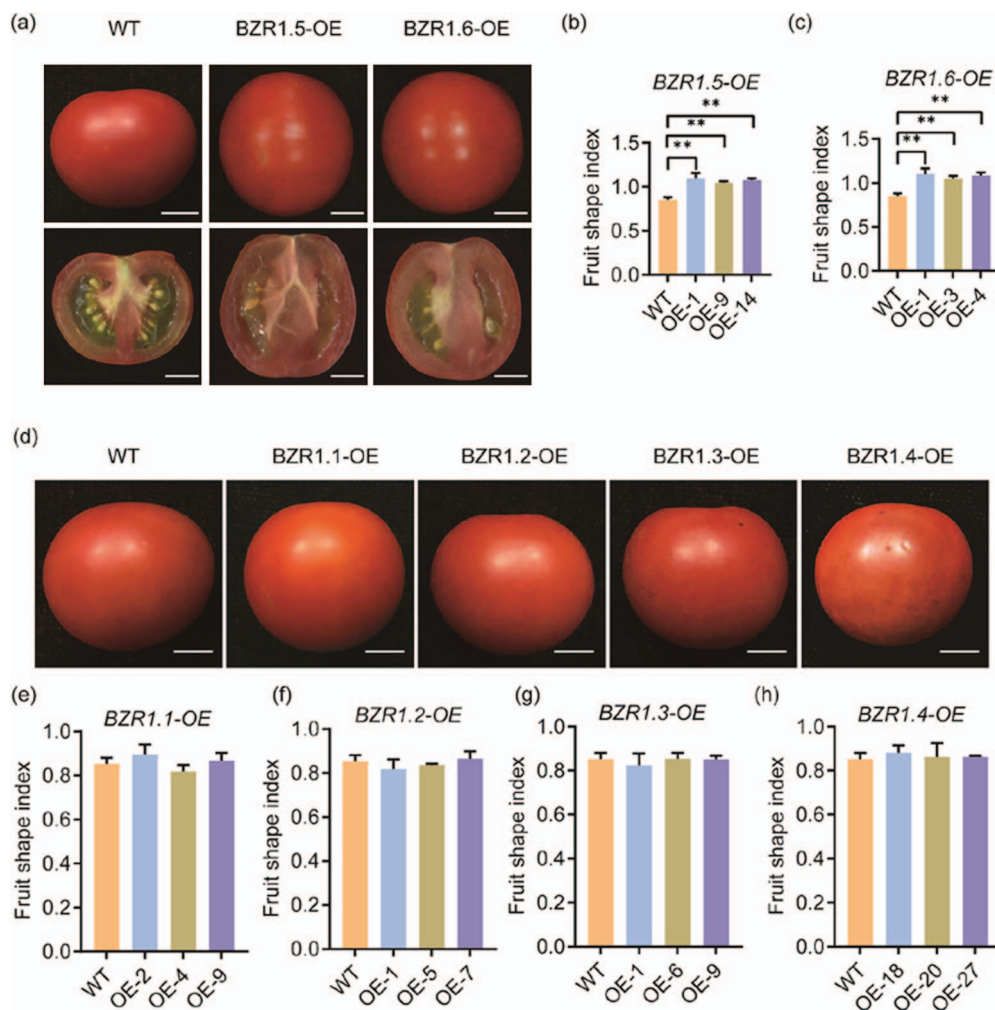 (a)
WT BZR1.5-OE BZR1.6-OE
(b)
BZR1.5-OE
**
**
**
Fruit shape index
1.5
1.0
0.5
0.0
WT OE-1 OE-9 OE-14
(c)
BZR1.6-OE
**
**
**
Fruit shape index
1.5
1.0
0.5
0.0
WT OE-1 OE-3 OE-4
(d)
WT BZR1.1-OE BZR1.2-OE BZR1.3-OE BZR1.4-OE
(e)
BZR1.1-OE
Fruit shape index
1.0
0.8
0.6
0.4
0.2
0.0
WT OE-2 OE-4 OE-9
(f)
BZR1.2-OE
Fruit shape index
1.0
0.8
0.6
0.4
0.2
0.0
WT OE-1 OE-5 OE-7
(g)
BZR1.3-OE
Fruit shape index
1.0
0.8
0.6
0.4
0.2
0.0
WT OE-1 OE-6 OE-9
(h)
BZR1.4-OE
Fruit shape index
1.0
0.8
0.6
0.4
0.2
0.0
WT OE-18 OE-20 OE-27